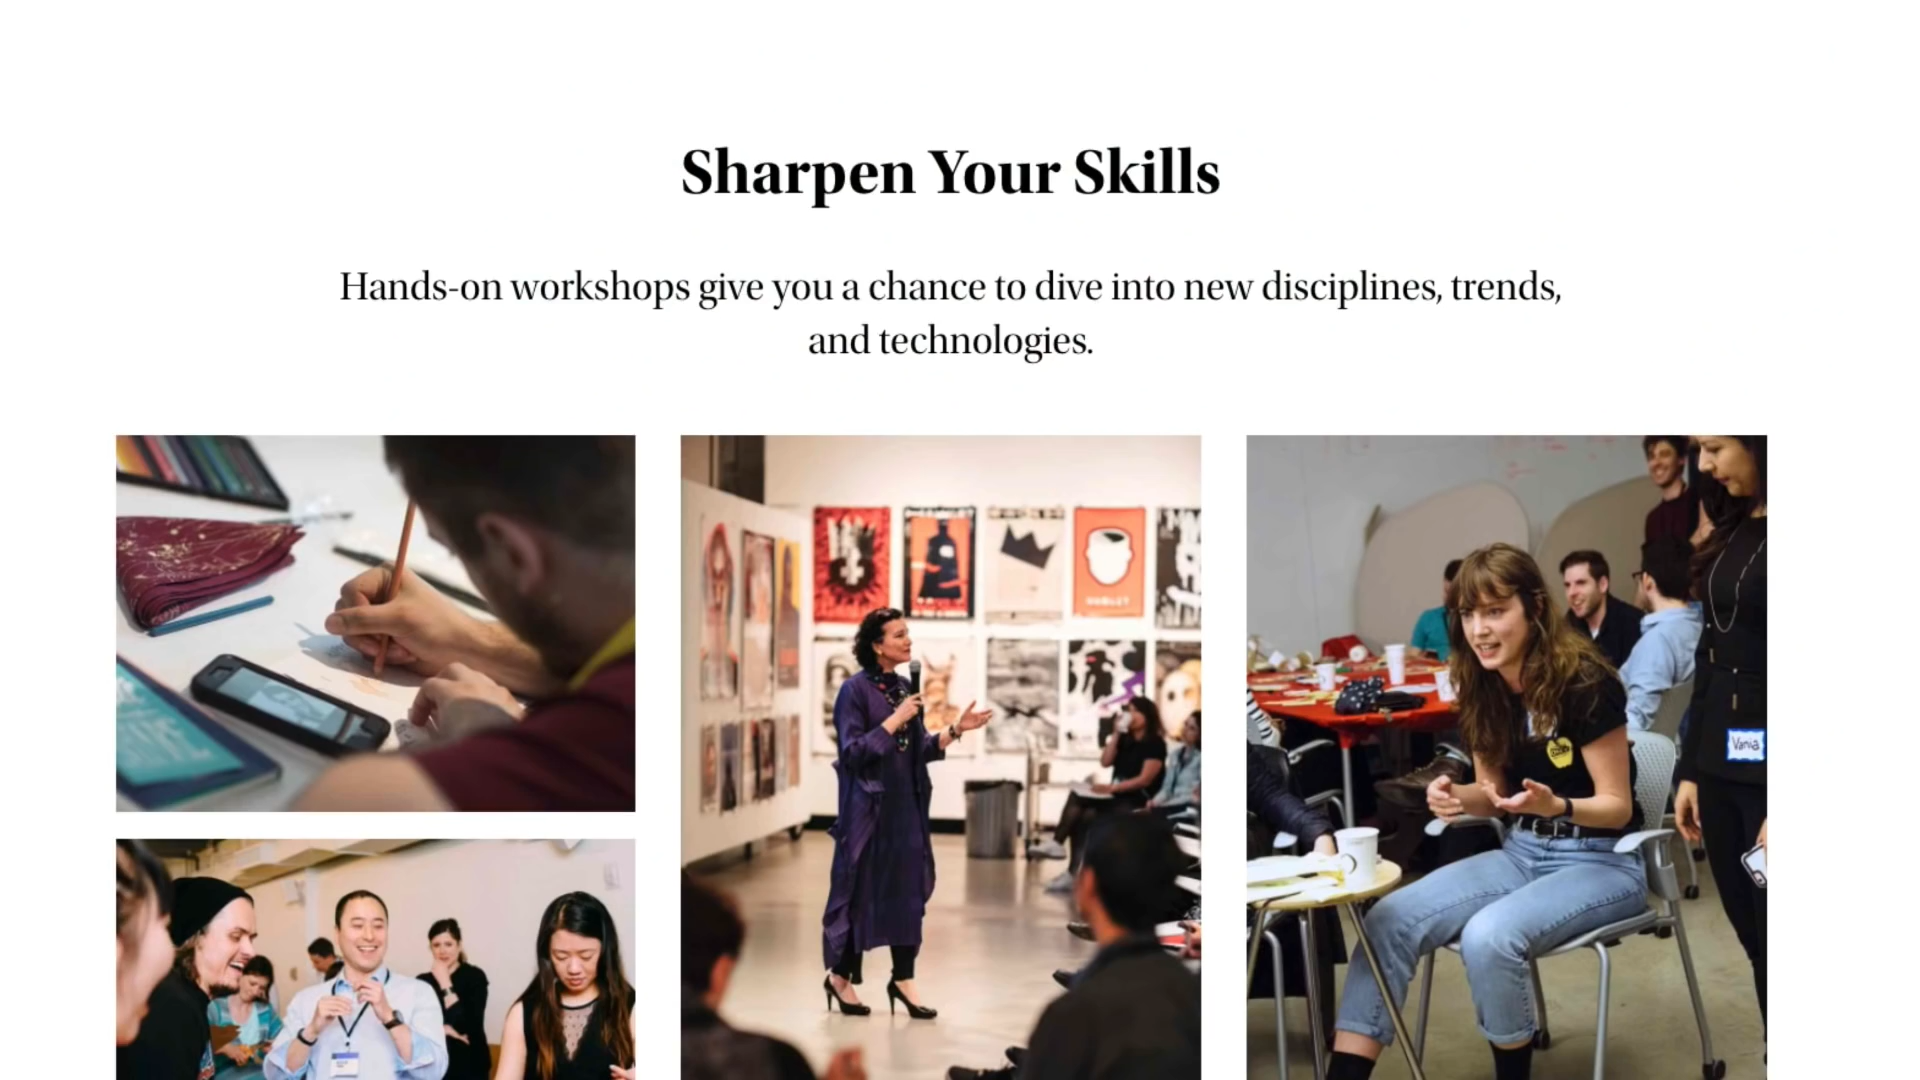 Sharpen Your Skills
Hands-on workshops give you a chance to dive into new disciplines, trends,
and technologies.
Vania